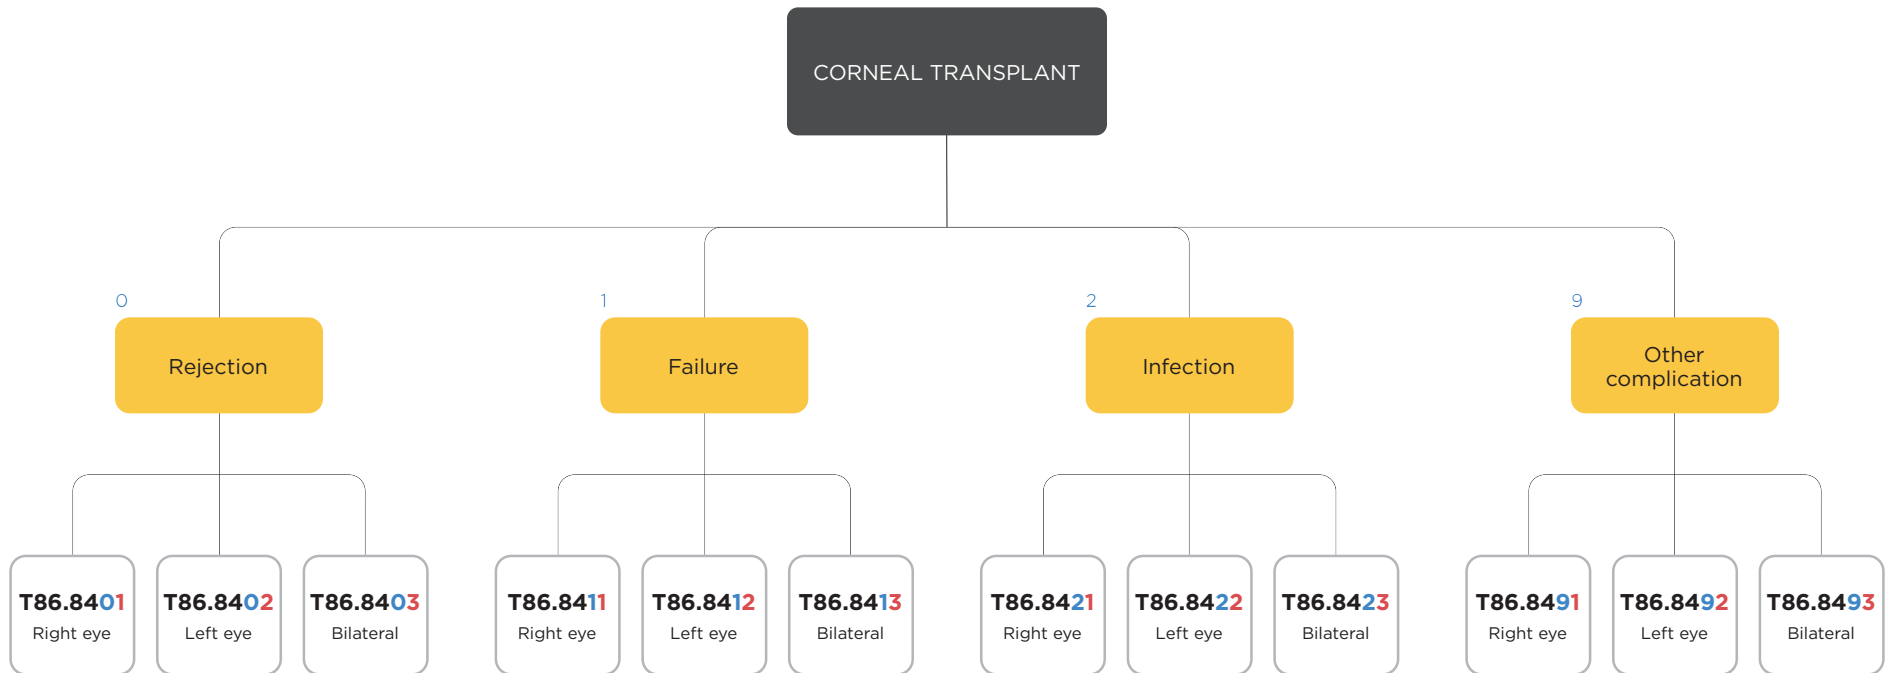 CORNEAL TRANSPLANT
0
1
2
9
Rejection
Failure
Infection
Other
complication
T86.8401
Right eye
T86.8402
Left eye
T86.8403
Bilateral
T86.8411
Right eye
T86.8412
Left eye
T86.8413
Bilateral
T86.8421
Right eye
T86.8422
Left eye
T86.8423
Bilateral
T86.8491
Right eye
T86.8492
Left eye
T86.8493
Bilateral